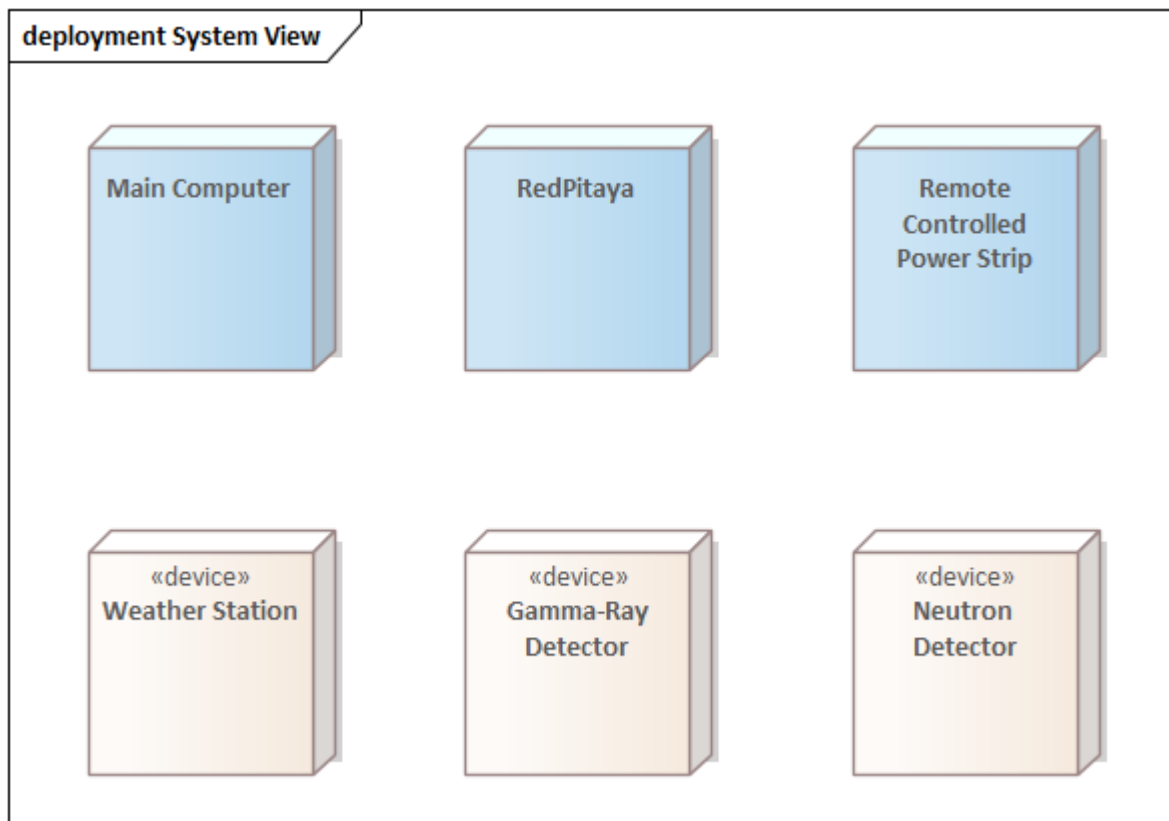 deployment System View
Main Computer
RedPitaya
Remote
Controlled
Power Strip
«device»
Weather Station
«device»
Gamma-Ray
Detector
«device»
Neutron
Detector